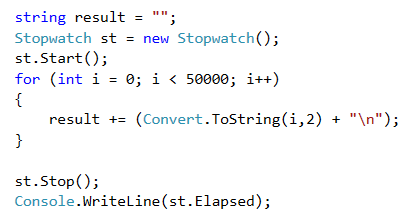 string result = "";
Stopwatch st = new Stopwatch();
st.Start();
for (int i = 0; i < 50000; i++)
{
    result += (Convert.ToString(i,2) + "\n");
}

st.Stop();
Console.WriteLine(st.Elapsed);